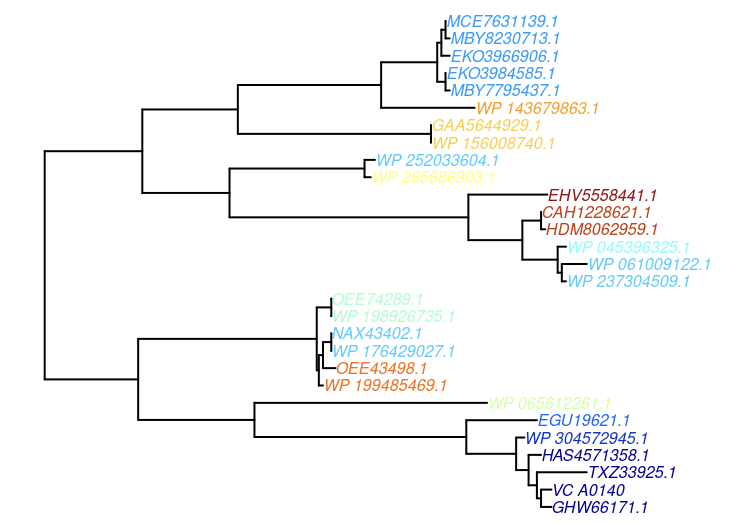 MCE7631139.1
MBY8230713.1
EKO3966906.1
EKO3984585.1
MBY7795437.1
WP 143679863.1
GAA5644929.1
WP 156008740.1
WP 252033604.1
WP 265686803.1
EHV5558441.1
CAH1228621.1
HDM8062959.1
WP 045396325.1
WP 061009122.1
WP 237304509.1
OEE74289.1
WP 198926735.1
NAX43402.1
WP 176429027.1
OEE43498.1
WP 199485469.1
WP 065612261.1
EGU19621.1
WP 304572945.1
HAS4571358.1
TXZ33925.1
VC A0140
GHW66171.1